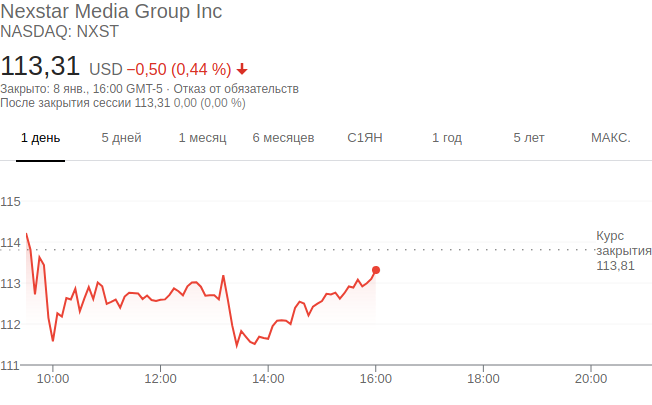 Nexstar Media Group Inc
NASDAQ: NXST
113,31 USD −0,50 (0,44 %)
Закрыто: 8 янв., 16:00 GMT-5 · Отказ от обязательств
После закрытия сессии 113,31 0,00 (0,00 %)
1 день 5 дней 1 месяц 6 месяцев С1ЯН 1 год 5 лет МАКС.
115
114
113
112
111
Курс
закрытия
113,81
10:00 12:00 14:00 16:00 18:00 20:00